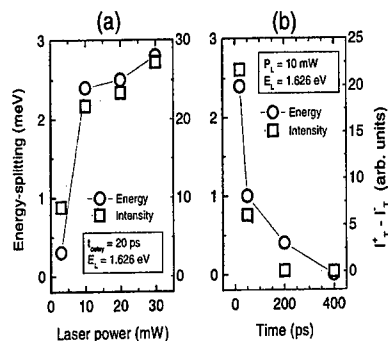 (a)
(b)
3
30
3
25
P_L = 10 mW
E_L = 1.626 eV
Energy
Intensity
20
2
20
2
15
Energy-splitting (meV)
1
10
1
10
5
Energy
Intensity
t_delay = 20 ps
E_L = 1.626 eV
0
0
0
0
0 10 20 30
0 200 400
Laser power (mW)
Time (ps)
I⁺_T - I⁻_T (arb. units)